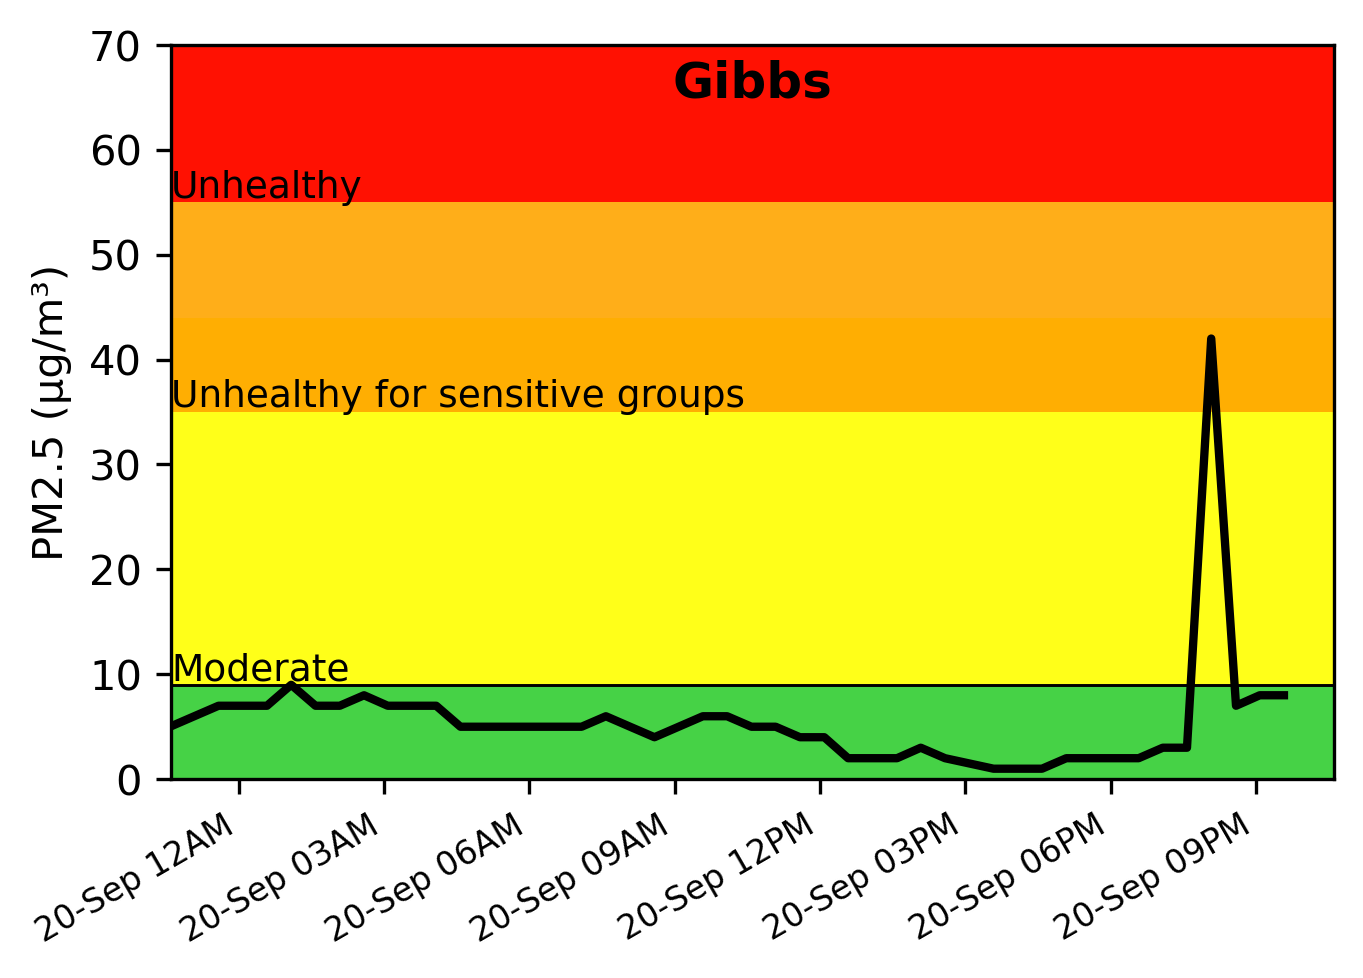 Gibbs
70
60
50
40
30
20
10
0
PM2.5 (µg/m³)
Unhealthy
Unhealthy for sensitive groups
Moderate
20-Sep 12AM
20-Sep 03AM
20-Sep 06AM
20-Sep 09AM
20-Sep 12PM
20-Sep 03PM
20-Sep 06PM
20-Sep 09PM